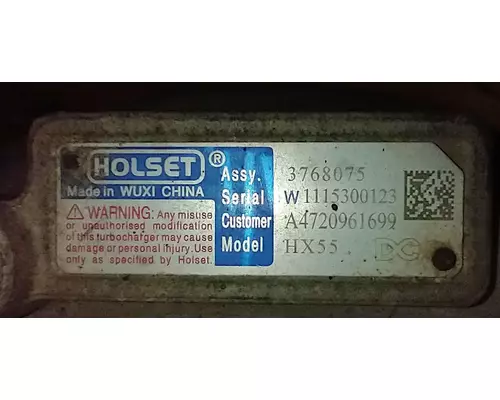 HOLSET®
Made in WUXI CHINA
⚠ WARNING: Any misuse
or unauthorised modification
of this turbocharger may cause
damage or personal injury. Use
only as specified by Holset.
Assy. 3768075
Serial W1115300123
Customer A4720961699
Model HX55
DC